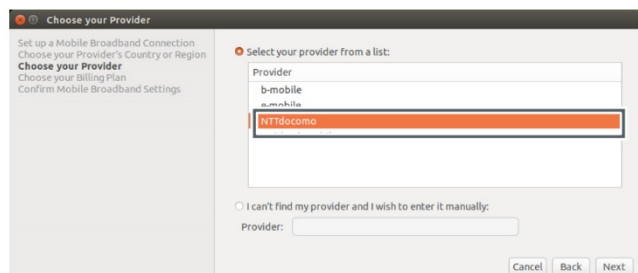 Choose your Provider
Set up a Mobile Broadband Connection
Choose your Provider's Country or Region
Choose your Provider
Choose your Billing Plan
Confirm Mobile Broadband Settings
Select your provider from a list:
Provider
b-mobile
e-mobile
NTTdocomo
I can't find my provider and I wish to enter it manually:
Provider:
Cancel Back Next